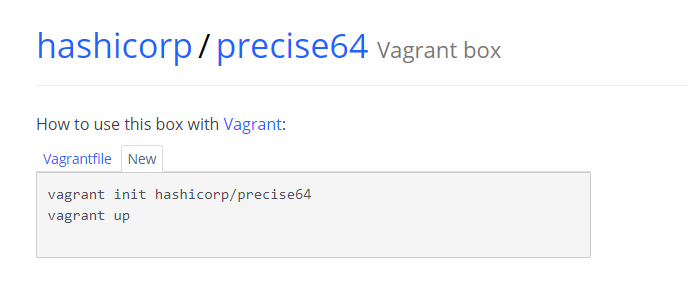 hashicorp / precise64 Vagrant box
How to use this box with Vagrant:
Vagrantfile New
vagrant init hashicorp/precise64
vagrant up